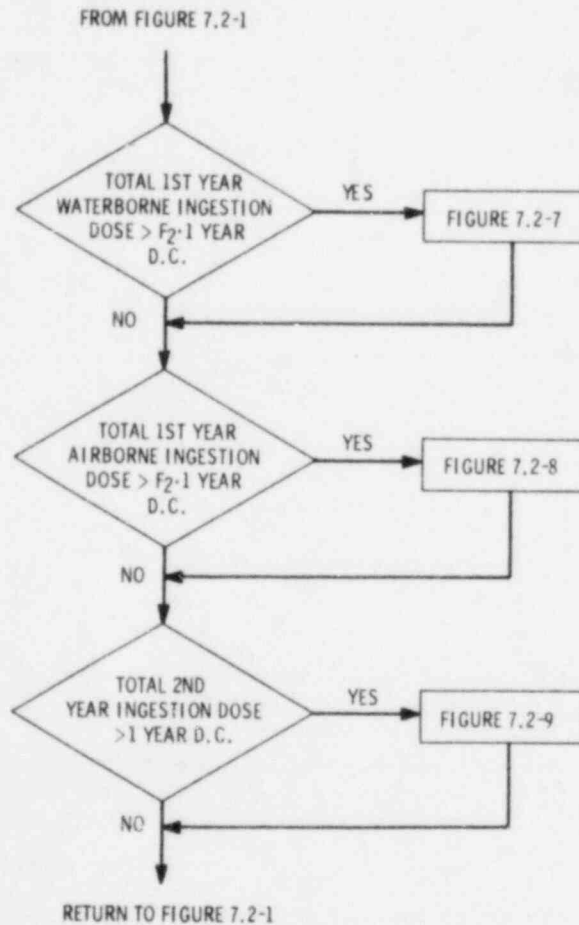 FROM FIGURE 7.2-1
TOTAL 1ST YEAR
WATERBORNE INGESTION
DOSE > F₂·1 YEAR
D.C.
YES
FIGURE 7.2-7
NO
TOTAL 1ST YEAR
AIRBORNE INGESTION
DOSE > F₂·1 YEAR
D.C.
YES
FIGURE 7.2-8
NO
TOTAL 2ND
YEAR INGESTION DOSE
>1 YEAR D.C.
YES
FIGURE 7.2-9
NO
RETURN TO FIGURE 7.2-1